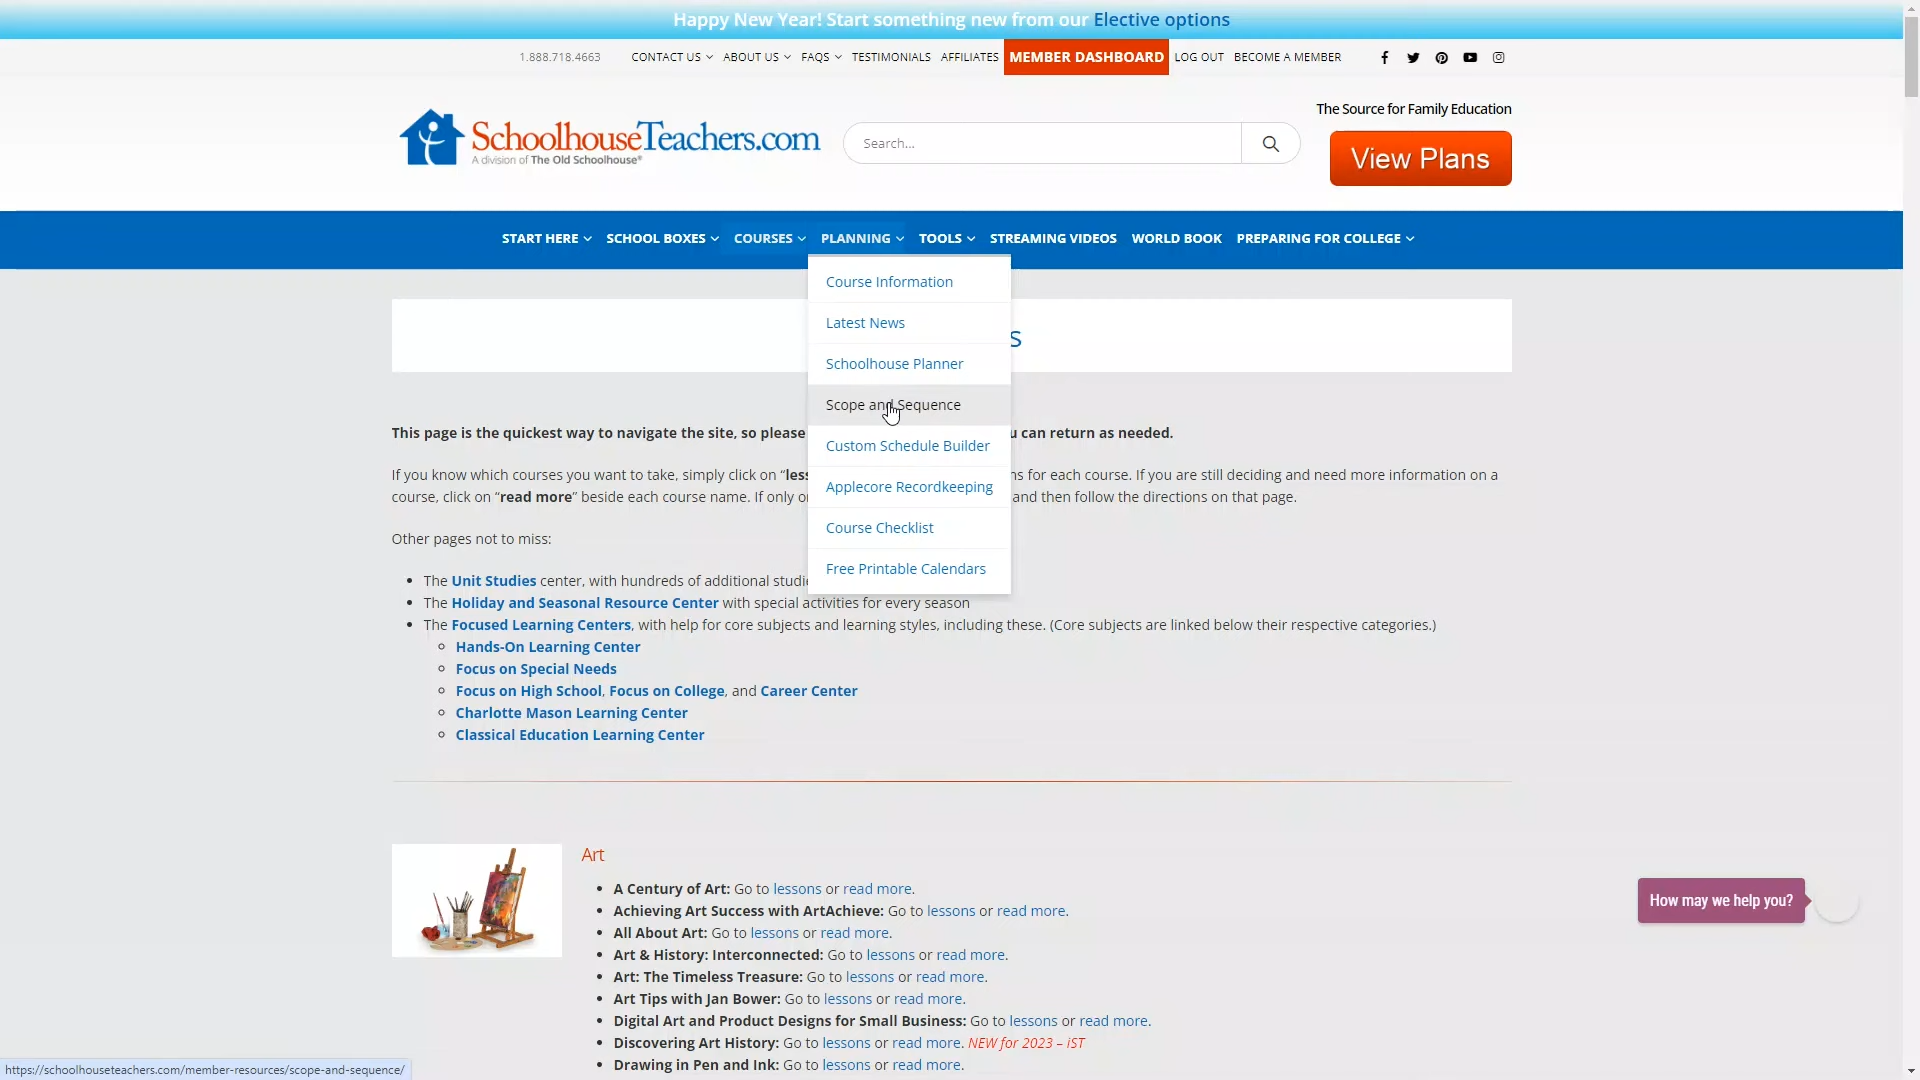 Happy New Year! Start something new from our Elective options
1.888.718.4663 CONTACT US ABOUT US FAQS TESTIMONIALS AFFILIATES MEMBER DASHBOARD LOG OUT BECOME A MEMBER
The Source for Family Education
SchoolhouseTeachers.com
A division of The Old Schoolhouse®
Search...
View Plans
START HERE SCHOOL BOXES COURSES PLANNING TOOLS STREAMING VIDEOS WORLD BOOK PREPARING FOR COLLEGE
Course Information
Latest News
s
Schoolhouse Planner
Scope and Sequence
Custom Schedule Builder
Applecore Recordkeeping
Course Checklist
Free Printable Calendars
This page is the quickest way to navigate the site, so please u can return as needed.
If you know which courses you want to take, simply click on “less ns for each course. If you are still deciding and need more information on a
course, click on “read more” beside each course name. If only o and then follow the directions on that page.
Other pages not to miss:
The Unit Studies center, with hundreds of additional studie
The Holiday and Seasonal Resource Center with special activities for every season
The Focused Learning Centers, with help for core subjects and learning styles, including these. (Core subjects are linked below their respective categories.)
Hands-On Learning Center
Focus on Special Needs
Focus on High School, Focus on College, and Career Center
Charlotte Mason Learning Center
Classical Education Learning Center
Art
A Century of Art: Go to lessons or read more.
Achieving Art Success with ArtAchieve: Go to lessons or read more.
All About Art: Go to lessons or read more.
Art & History: Interconnected: Go to lessons or read more.
Art: The Timeless Treasure: Go to lessons or read more.
Art Tips with Jan Bower: Go to lessons or read more.
Digital Art and Product Designs for Small Business: Go to lessons or read more.
Discovering Art History: Go to lessons or read more. NEW for 2023 – iST
Drawing in Pen and Ink: Go to lessons or read more.
How may we help you?
https://schoolhouseteachers.com/member-resources/scope-and-sequence/